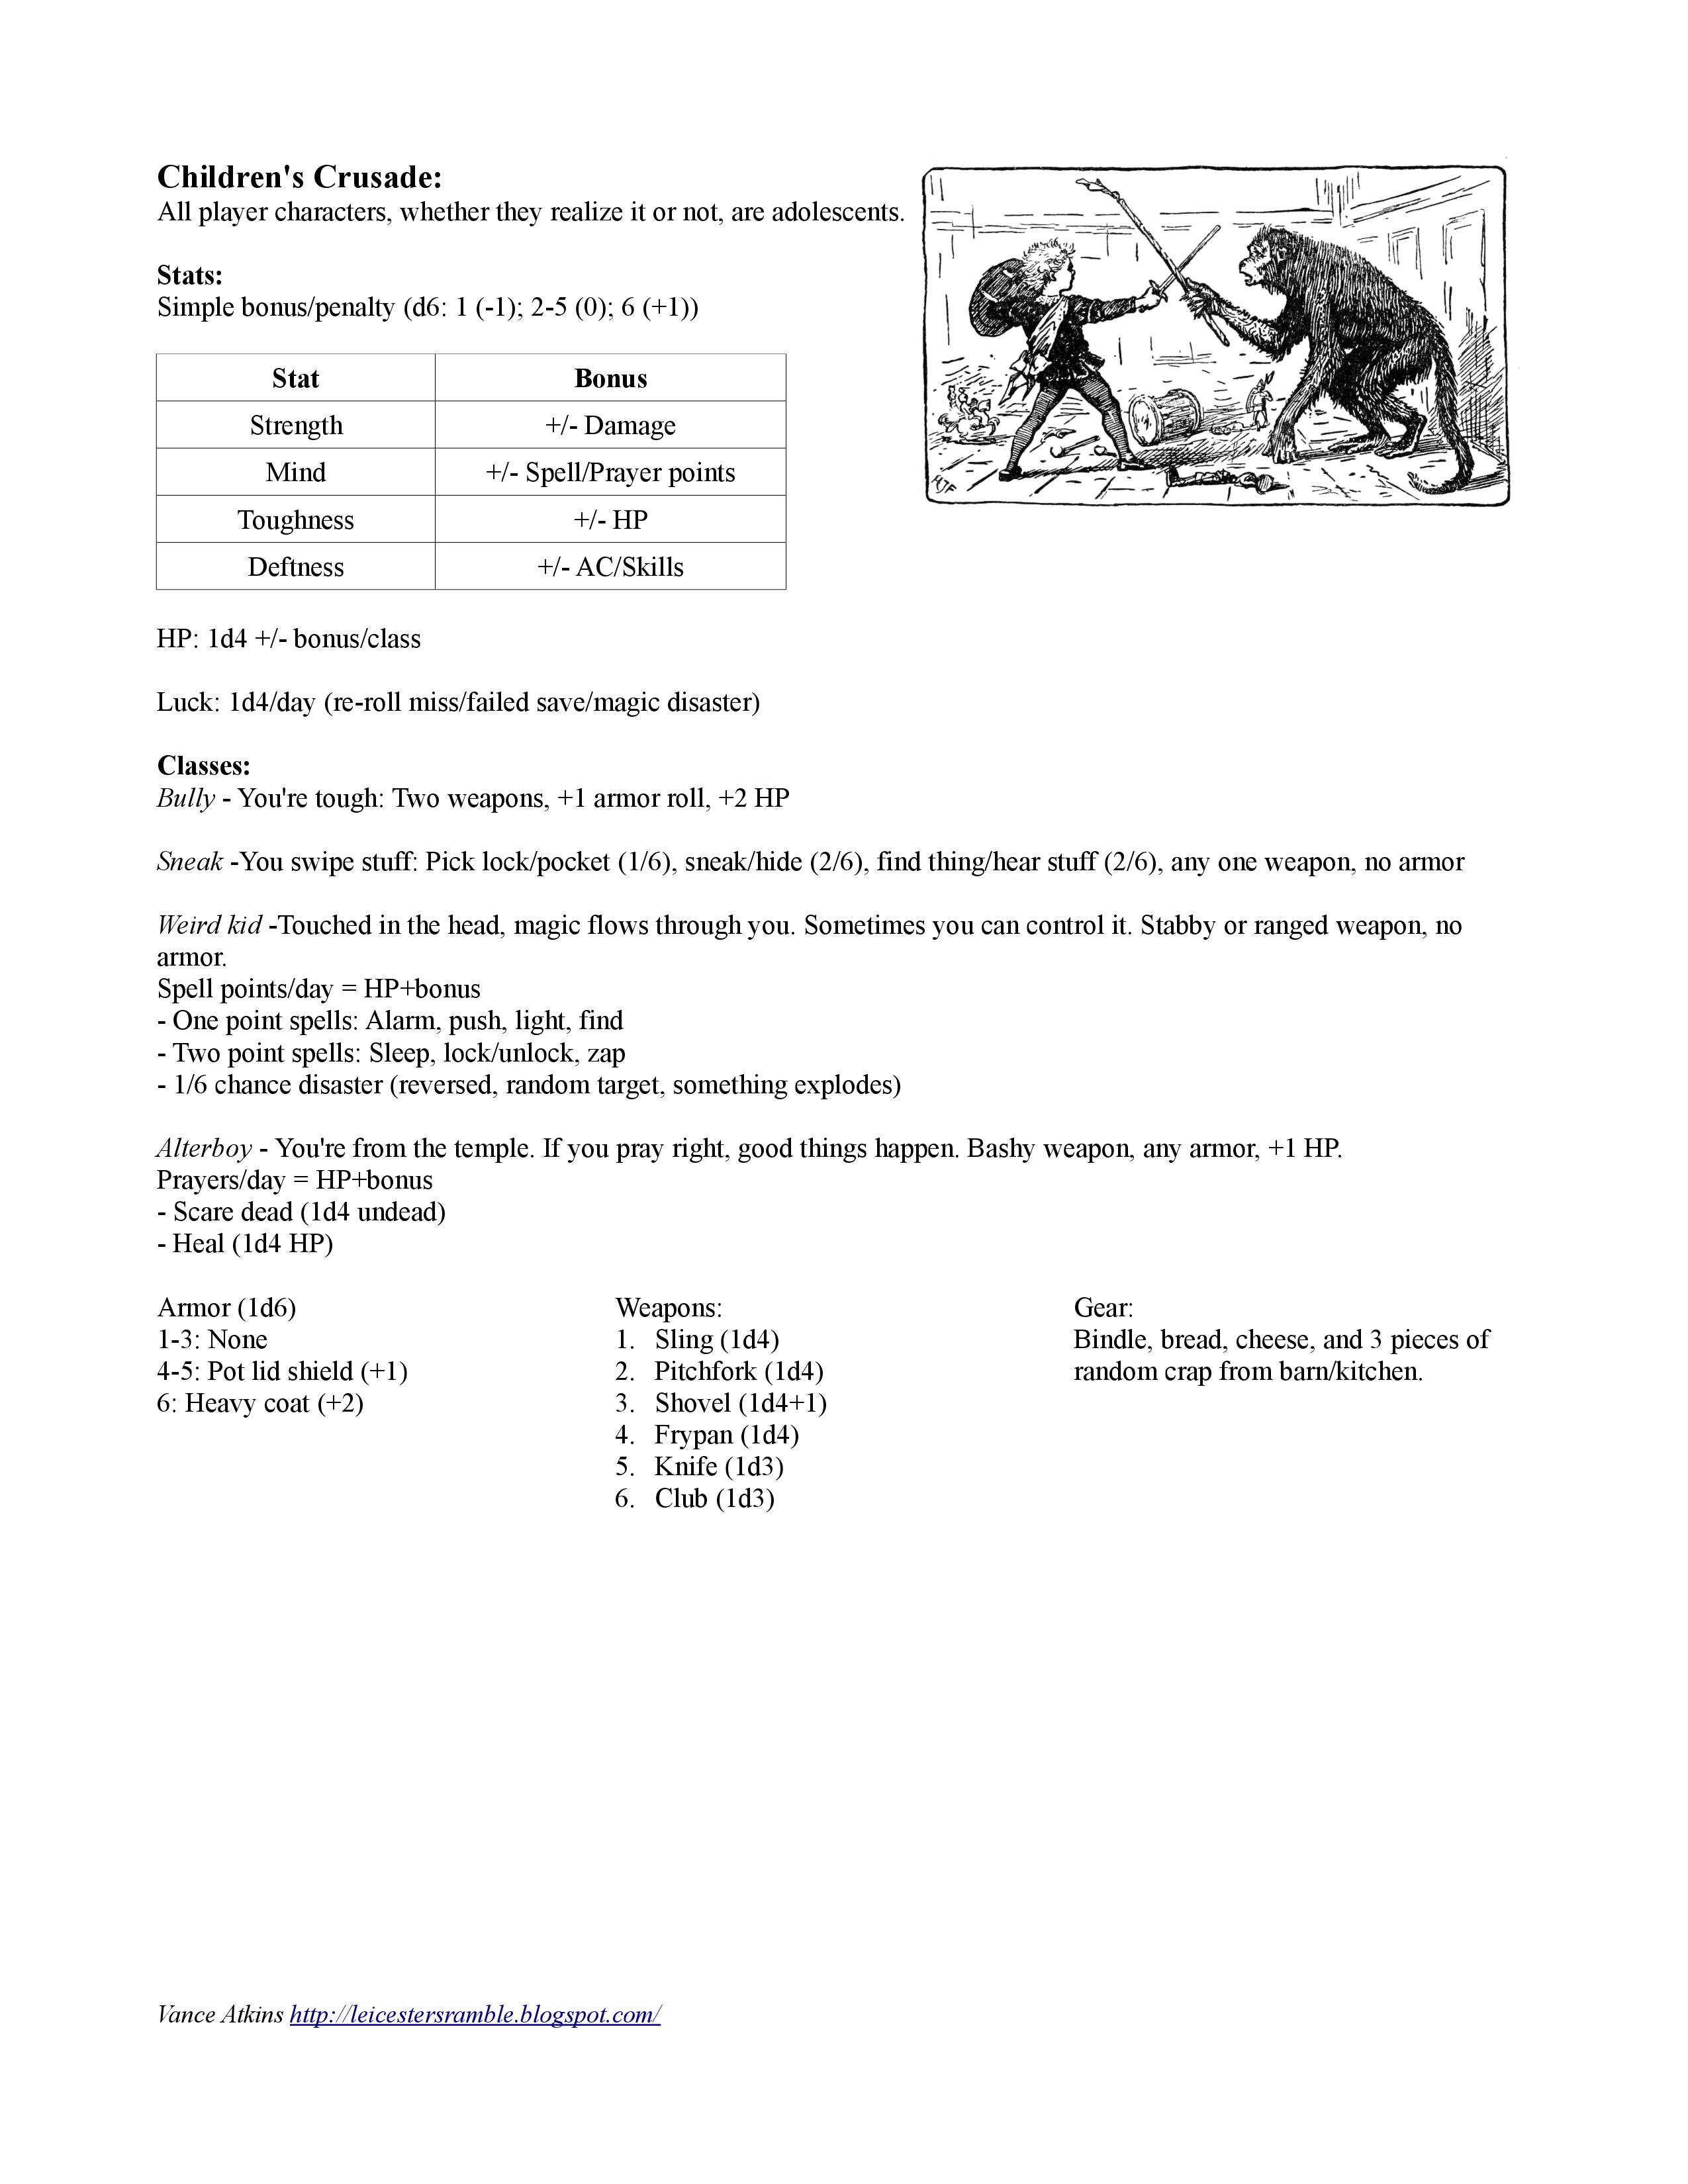 Children's Crusade:
All player characters, whether they realize it or not, are adolescents.
Stats:
Simple bonus/penalty (d6: 1 (-1); 2-5 (0); 6 (+1))
Stat Bonus
Strength +/- Damage
Mind +/- Spell/Prayer points
Toughness +/- HP
Deftness +/- AC/Skills
HP: 1d4 +/- bonus/class
Luck: 1d4/day (re-roll miss/failed save/magic disaster)
Classes:
Bully - You're tough: Two weapons, +1 armor roll, +2 HP
Sneak -You swipe stuff: Pick lock/pocket (1/6), sneak/hide (2/6), find thing/hear stuff (2/6), any one weapon, no armor
Weird kid -Touched in the head, magic flows through you. Sometimes you can control it. Stabby or ranged weapon, no
armor.
Spell points/day = HP+bonus
- One point spells: Alarm, push, light, find
- Two point spells: Sleep, lock/unlock, zap
- 1/6 chance disaster (reversed, random target, something explodes)
Alterboy - You're from the temple. If you pray right, good things happen. Bashy weapon, any armor, +1 HP.
Prayers/day = HP+bonus
- Scare dead (1d4 undead)
- Heal (1d4 HP)
Armor (1d6)
1-3: None
4-5: Pot lid shield (+1)
6: Heavy coat (+2)
Weapons:
1. Sling (1d4)
2. Pitchfork (1d4)
3. Shovel (1d4+1)
4. Frypan (1d4)
5. Knife (1d3)
6. Club (1d3)
Gear:
Bindle, bread, cheese, and 3 pieces of
random crap from barn/kitchen.
Vance Atkins http://leicestersramble.blogspot.com/